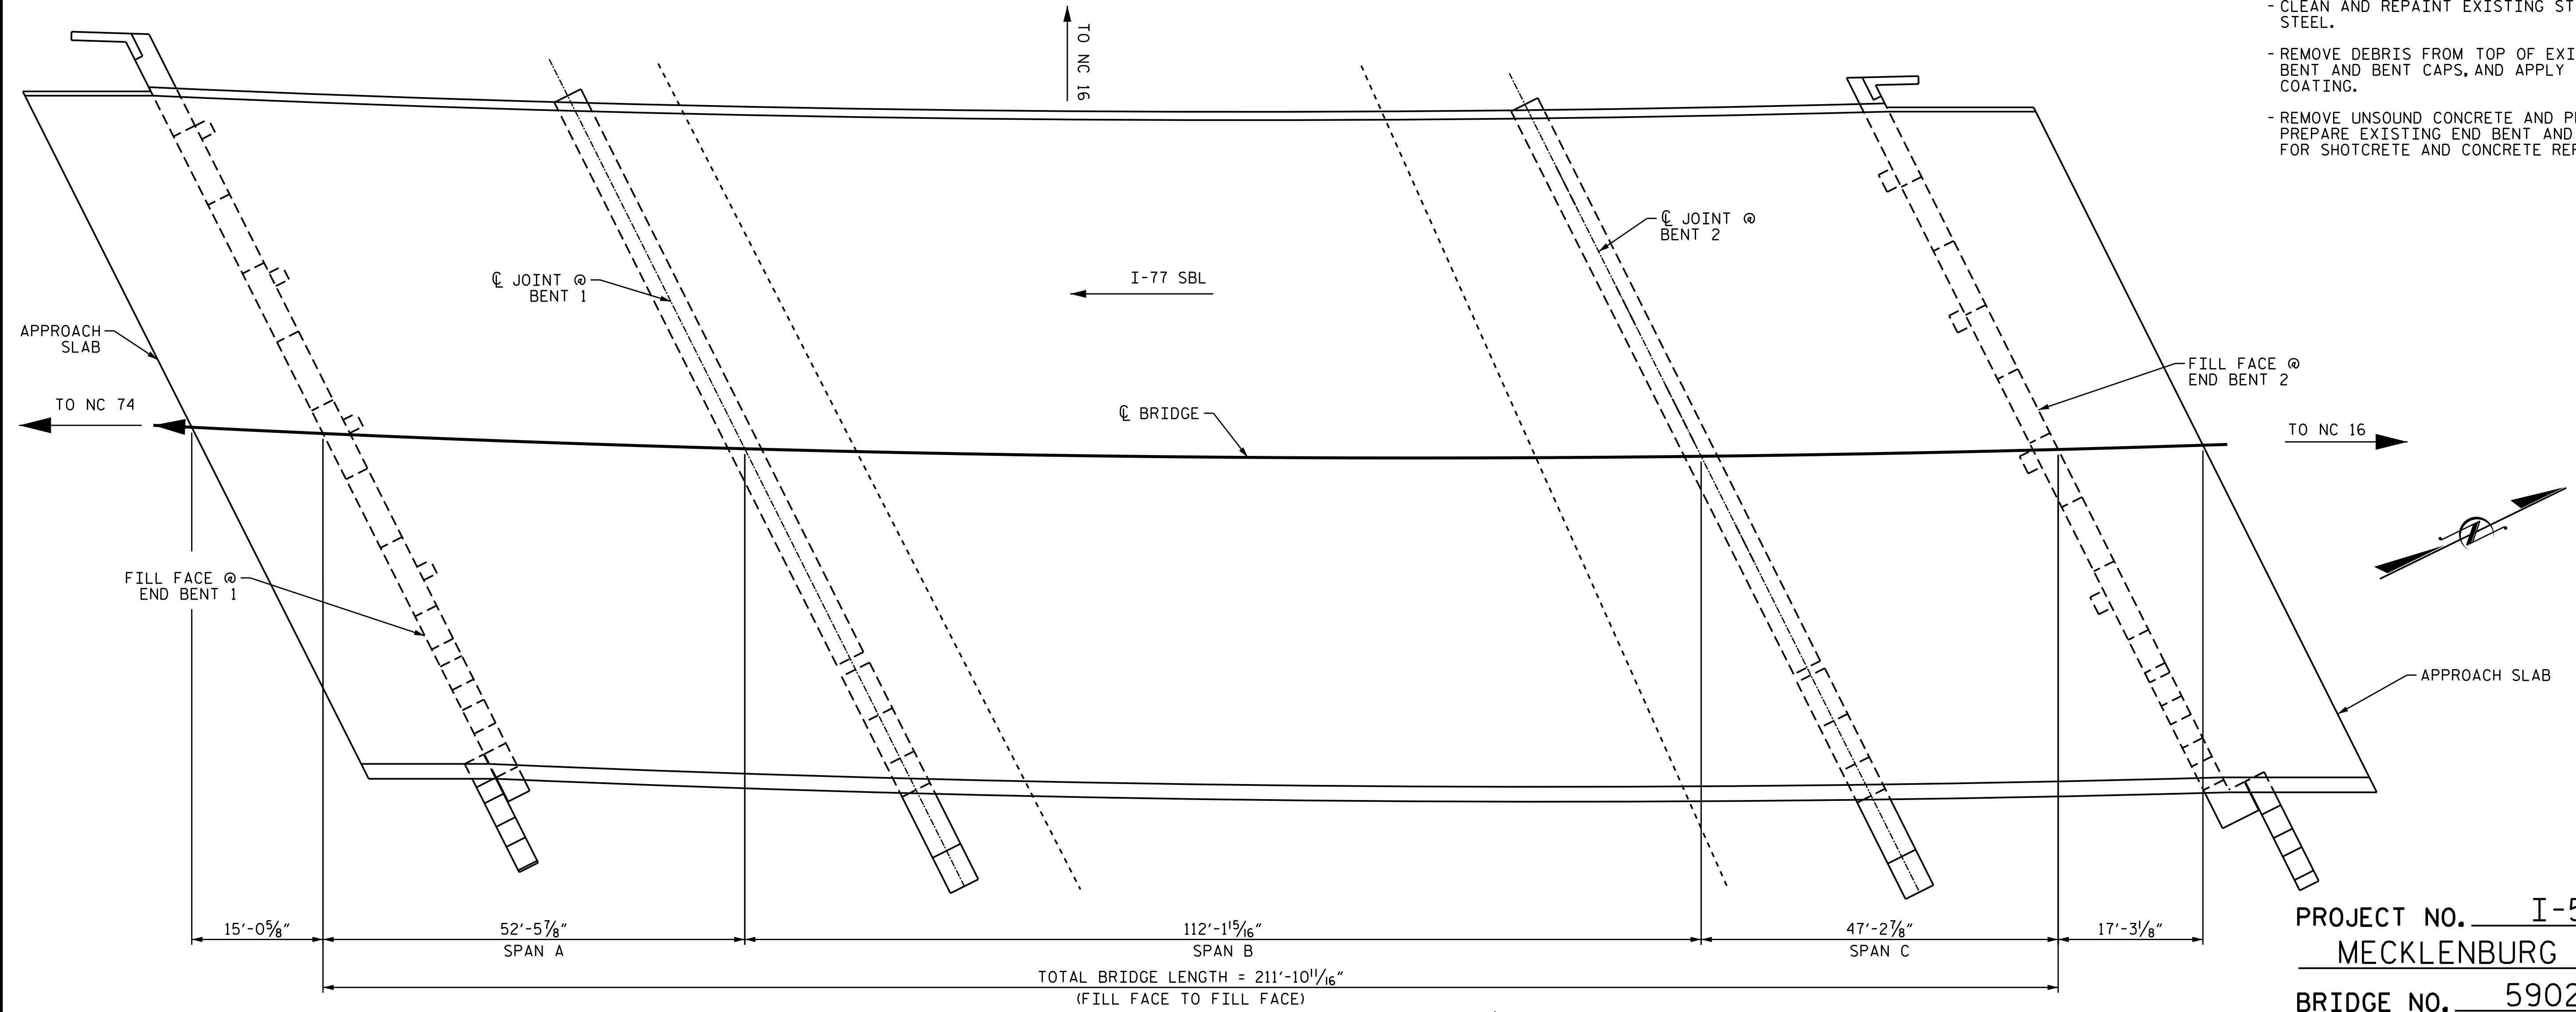 - CLEAN AND REPAINT EXISTING
STEEL.
- REMOVE DEBRIS FROM TOP OF
BENT AND BENT CAPS, AND APPLY
COATING.
- REMOVE UNSOUND CONCRETE AND
PREPARE EXISTING END BENT AND
FOR SHOTCRETE AND CONCRETE
TO NC 16
℄ JOINT @
BENT 2
℄ JOINT @
BENT 1
I-77 SBL
APPROACH
SLAB
FILL FACE @
END BENT 2
TO NC 74
℄ BRIDGE
TO NC 16
FILL FACE @
END BENT 1
APPROACH SLAB
15'-0⅝"
52'-5⅞"
112'-1 15/16"
47'-2⅞"
17'-3⅛"
SPAN A
SPAN B
SPAN C
TOTAL BRIDGE LENGTH = 211'-10 11/16"
(FILL FACE TO FILL FACE)
PROJECT NO. I-5
MECKLENBURG
BRIDGE NO. 5902